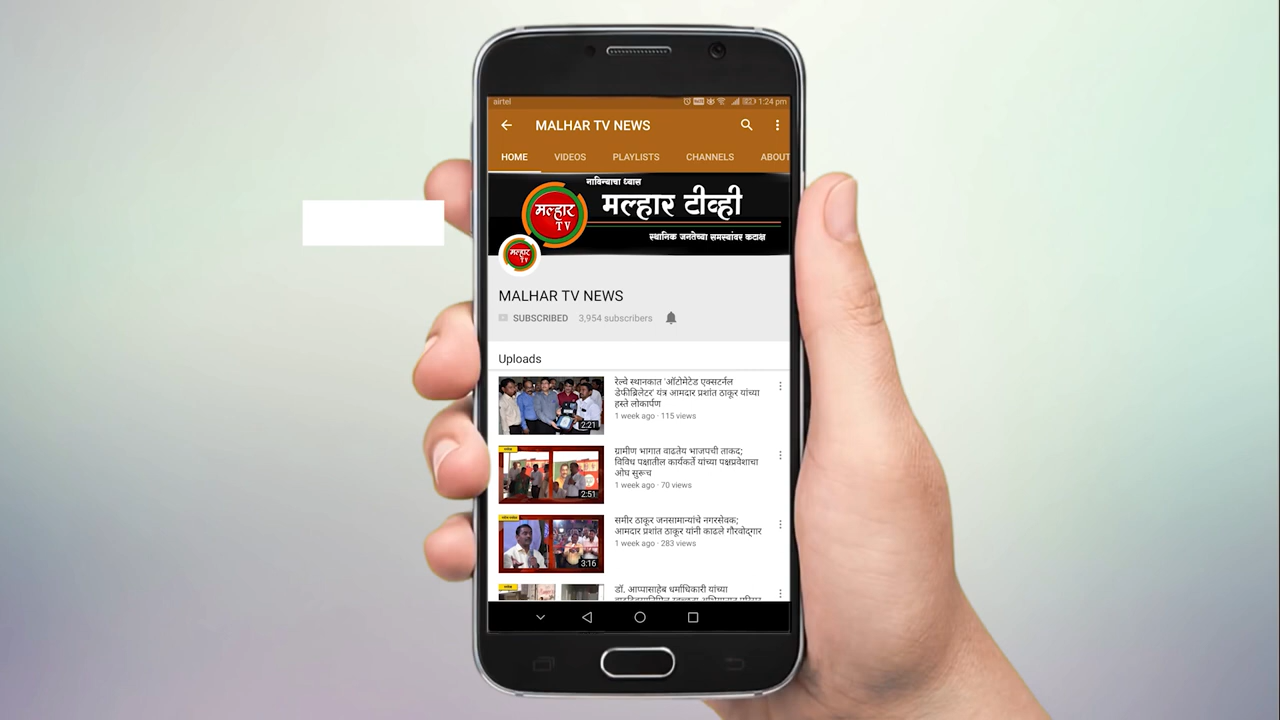 airtel
1:24 pm
MALHAR TV NEWS
HOME VIDEOS PLAYLISTS CHANNELS ABOUT
नाविन्याचा ध्यास
मल्हार टीव्ही
मल्हार
TV
स्थानिक जनतेच्या समस्यांवर कटाक्ष
मल्हार
TV
MALHAR TV NEWS
SUBSCRIBED 3,954 subscribers
Uploads
रेल्वे स्थानकात 'ऑटोमेटेड एक्सटर्नल
डेफीब्रिलेटर' यंत्र आमदार प्रशांत ठाकूर यांच्या
हस्ते लोकार्पण
1 week ago · 115 views
2:21
ग्रामीण भागात वाढतेय भाजपची ताकद;
विविध पक्षातील कार्यकर्ते यांच्या पक्षप्रवेशाचा
ओघ सुरूच
1 week ago · 70 views
2:51
समीर ठाकूर जनसामान्यांचे नगरसेवक;
आमदार प्रशांत ठाकूर यांनी काढले गौरवोद्गार
1 week ago · 283 views
3:16
डॉ. आप्पासाहेब धर्माधिकारी यांच्या